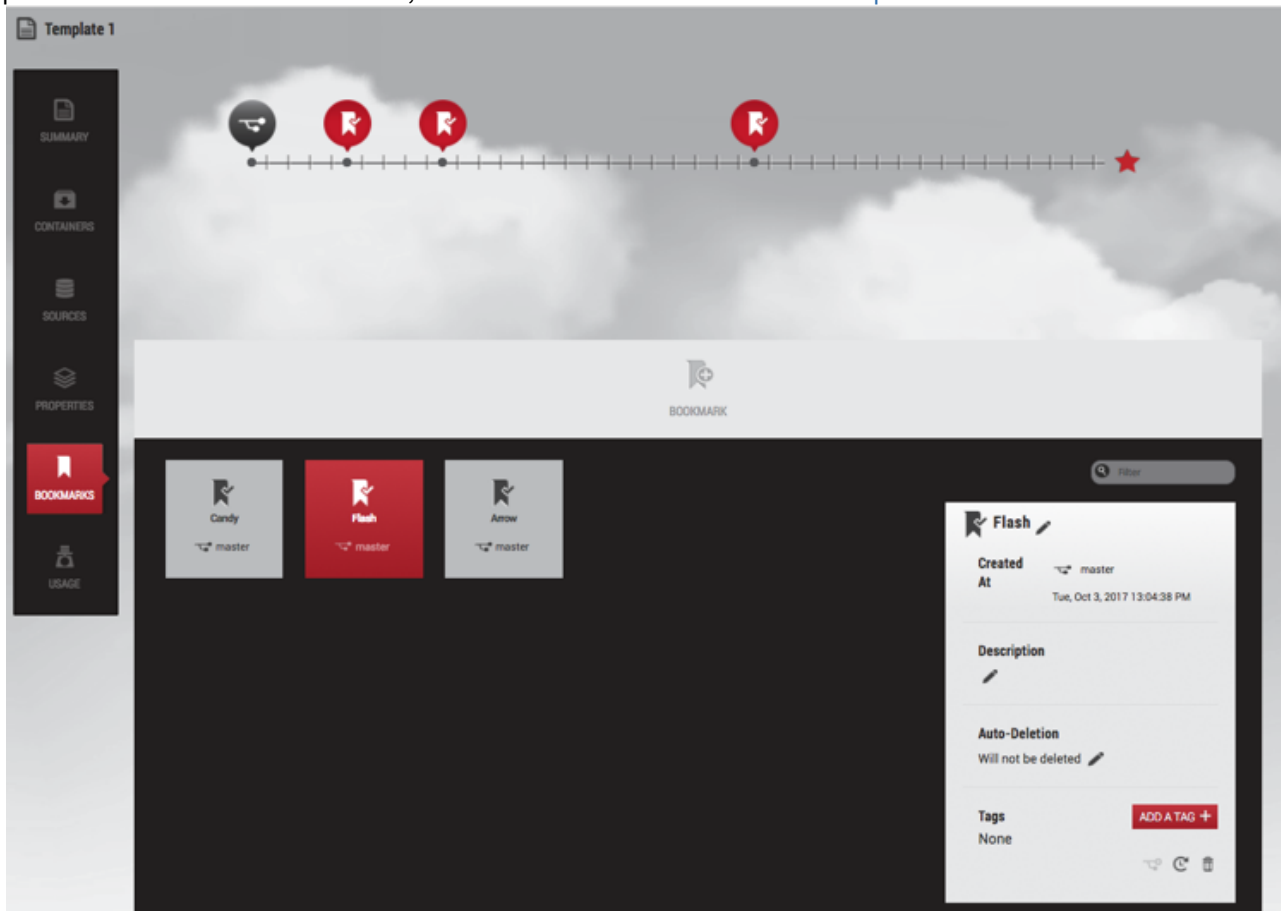 Template 1
SUMMARY
CONTAINERS
SOURCES
PROPERTIES
BOOKMARKS
USAGE
BOOKMARK
Candy
master
Flash
master
Arrow
master
Filter
Flash
Created At
master
Tue, Oct 3, 2017 13:04:38 PM
Description
Auto-Deletion
Will not be deleted
Tags
ADD A TAG +
None